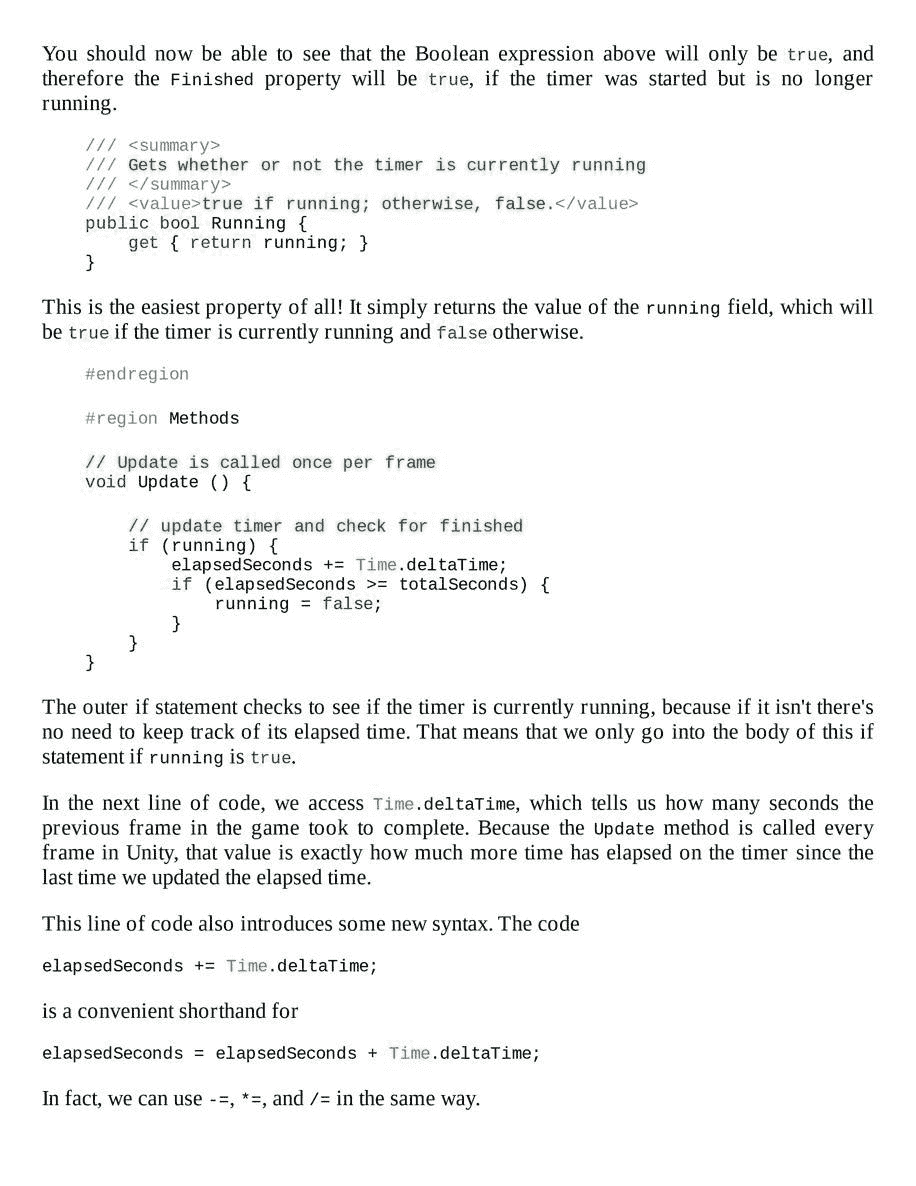 You should now be able to see that the Boolean expression above will only be true, and
therefore the Finished property will be true, if the timer was started but is no longer
running.
/// <summary>
/// Gets whether or not the timer is currently running
/// </summary>
/// <value>true if running; otherwise, false.</value>
public bool Running {
    get { return running; }
}
This is the easiest property of all! It simply returns the value of the running field, which will
be true if the timer is currently running and false otherwise.
#endregion
#region Methods
// Update is called once per frame
void Update () {
    // update timer and check for finished
    if (running) {
        elapsedSeconds += Time.deltaTime;
        if (elapsedSeconds >= totalSeconds) {
            running = false;
        }
    }
}
The outer if statement checks to see if the timer is currently running, because if it isn't there's
no need to keep track of its elapsed time. That means that we only go into the body of this if
statement if running is true.
In the next line of code, we access Time.deltaTime, which tells us how many seconds the
previous frame in the game took to complete. Because the Update method is called every
frame in Unity, that value is exactly how much more time has elapsed on the timer since the
last time we updated the elapsed time.
This line of code also introduces some new syntax. The code
elapsedSeconds += Time.deltaTime;
is a convenient shorthand for
elapsedSeconds = elapsedSeconds + Time.deltaTime;
In fact, we can use -=, *=, and /= in the same way.